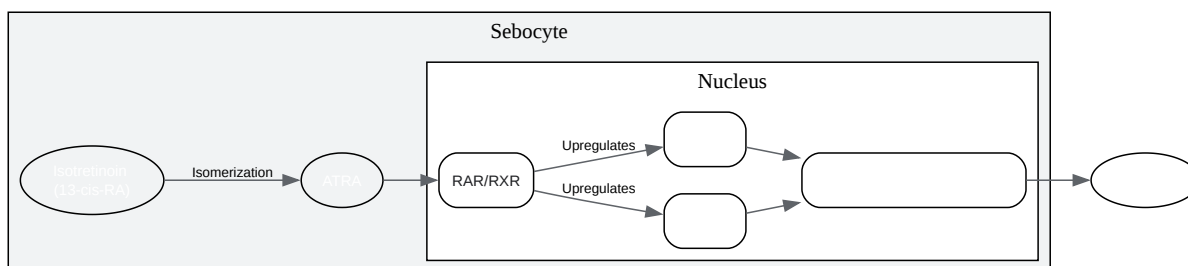 Sebocyte
Nucleus
Isotretinoin
(13-cis-RA)
Isomerization
ATRA
RAR/RXR
Upregulates
Upregulates